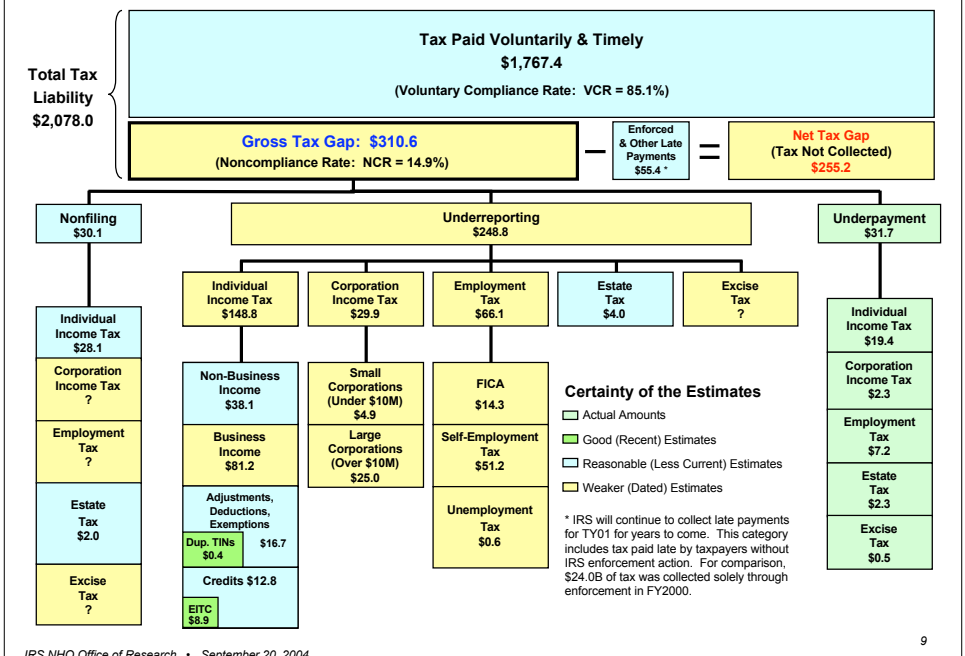 Tax Paid Voluntarily & Timely
$1,767.4
(Voluntary Compliance Rate: VCR = 85.1%)
Total Tax
Liability
$2,078.0
Gross Tax Gap: $310.6
(Noncompliance Rate: NCR = 14.9%)
–
Enforced
& Other Late
Payments
$55.4 *
=
Net Tax Gap
(Tax Not Collected)
$255.2
Nonfiling
$30.1
Underreporting
$248.8
Underpayment
$31.7
Individual
Income Tax
$28.1
Corporation
Income Tax
?
Employment
Tax
?
Estate
Tax
$2.0
Excise
Tax
?
Individual
Income Tax
$148.8
Corporation
Income Tax
$29.9
Employment
Tax
$66.1
Estate
Tax
$4.0
Excise
Tax
?
Non-Business
Income
$38.1
Business
Income
$81.2
Adjustments,
Deductions,
Exemptions
Dup. TINs
$0.4
$16.7
Credits $12.8
EITC
$8.9
Small
Corporations
(Under $10M)
$4.9
Large
Corporations
(Over $10M)
$25.0
FICA
$14.3
Self-Employment
Tax
$51.2
Unemployment
Tax
$0.6
Certainty of the Estimates
Actual Amounts
Good (Recent) Estimates
Reasonable (Less Current) Estimates
Weaker (Dated) Estimates
* IRS will continue to collect late payments
for TY01 for years to come. This category
includes tax paid late by taxpayers without
IRS enforcement action. For comparison,
$24.0B of tax was collected solely through
enforcement in FY2000.
Individual
Income Tax
$19.4
Corporation
Income Tax
$2.3
Employment
Tax
$7.2
Estate
Tax
$2.3
Excise
Tax
$0.5
9
IRS NHQ Office of Research • September 20, 2004